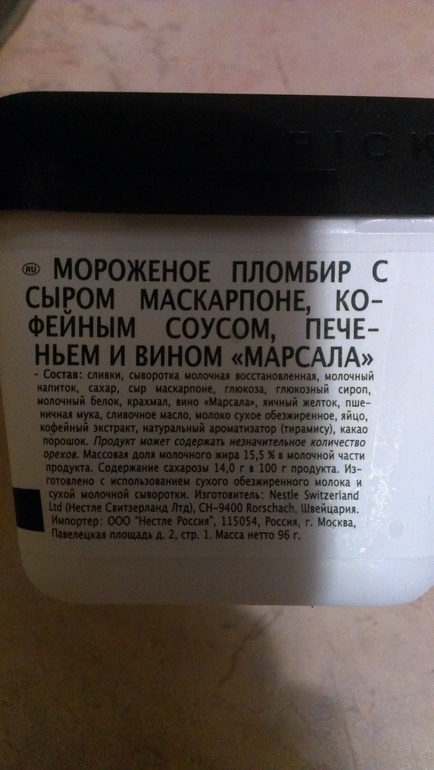 RU МОРОЖЕНОЕ ПЛОМБИР С
СЫРОМ МАСКАРПОНЕ, КО-
ФЕЙНЫМ СОУСОМ, ПЕЧЕ-
НЬЕМ И ВИНОМ «МАРСАЛА»
- Состав: сливки, сыворотка молочная восстановленная, молочный
напиток, сахар, сыр маскарпоне, глюкоза, глюкозный сироп,
молочный белок, крахмал, вино «Марсала», яичный желток, пше-
ничная мука, сливочное масло, молоко сухое обезжиренное, яйцо,
кофейный экстракт, натуральный ароматизатор (тирамису), какао
порошок. Продукт может содержать незначительное количество
орехов. Массовая доля молочного жира 15,5 % в молочной части
продукта. Содержание сахарозы 14,0 г в 100 г продукта. Из-
готовлено с использованием сухого обезжиренного молока и
сухой молочной сыворотки. Изготовитель: Nestle Switzerland
Ltd (Нестле Свитзерланд Лтд), CH-9400 Rorschach, Швейцария.
Импортер: ООО "Нестле Россия", 115054, Россия, г. Москва,
Павелецкая площадь д. 2, стр. 1. Масса нетто 96 г.